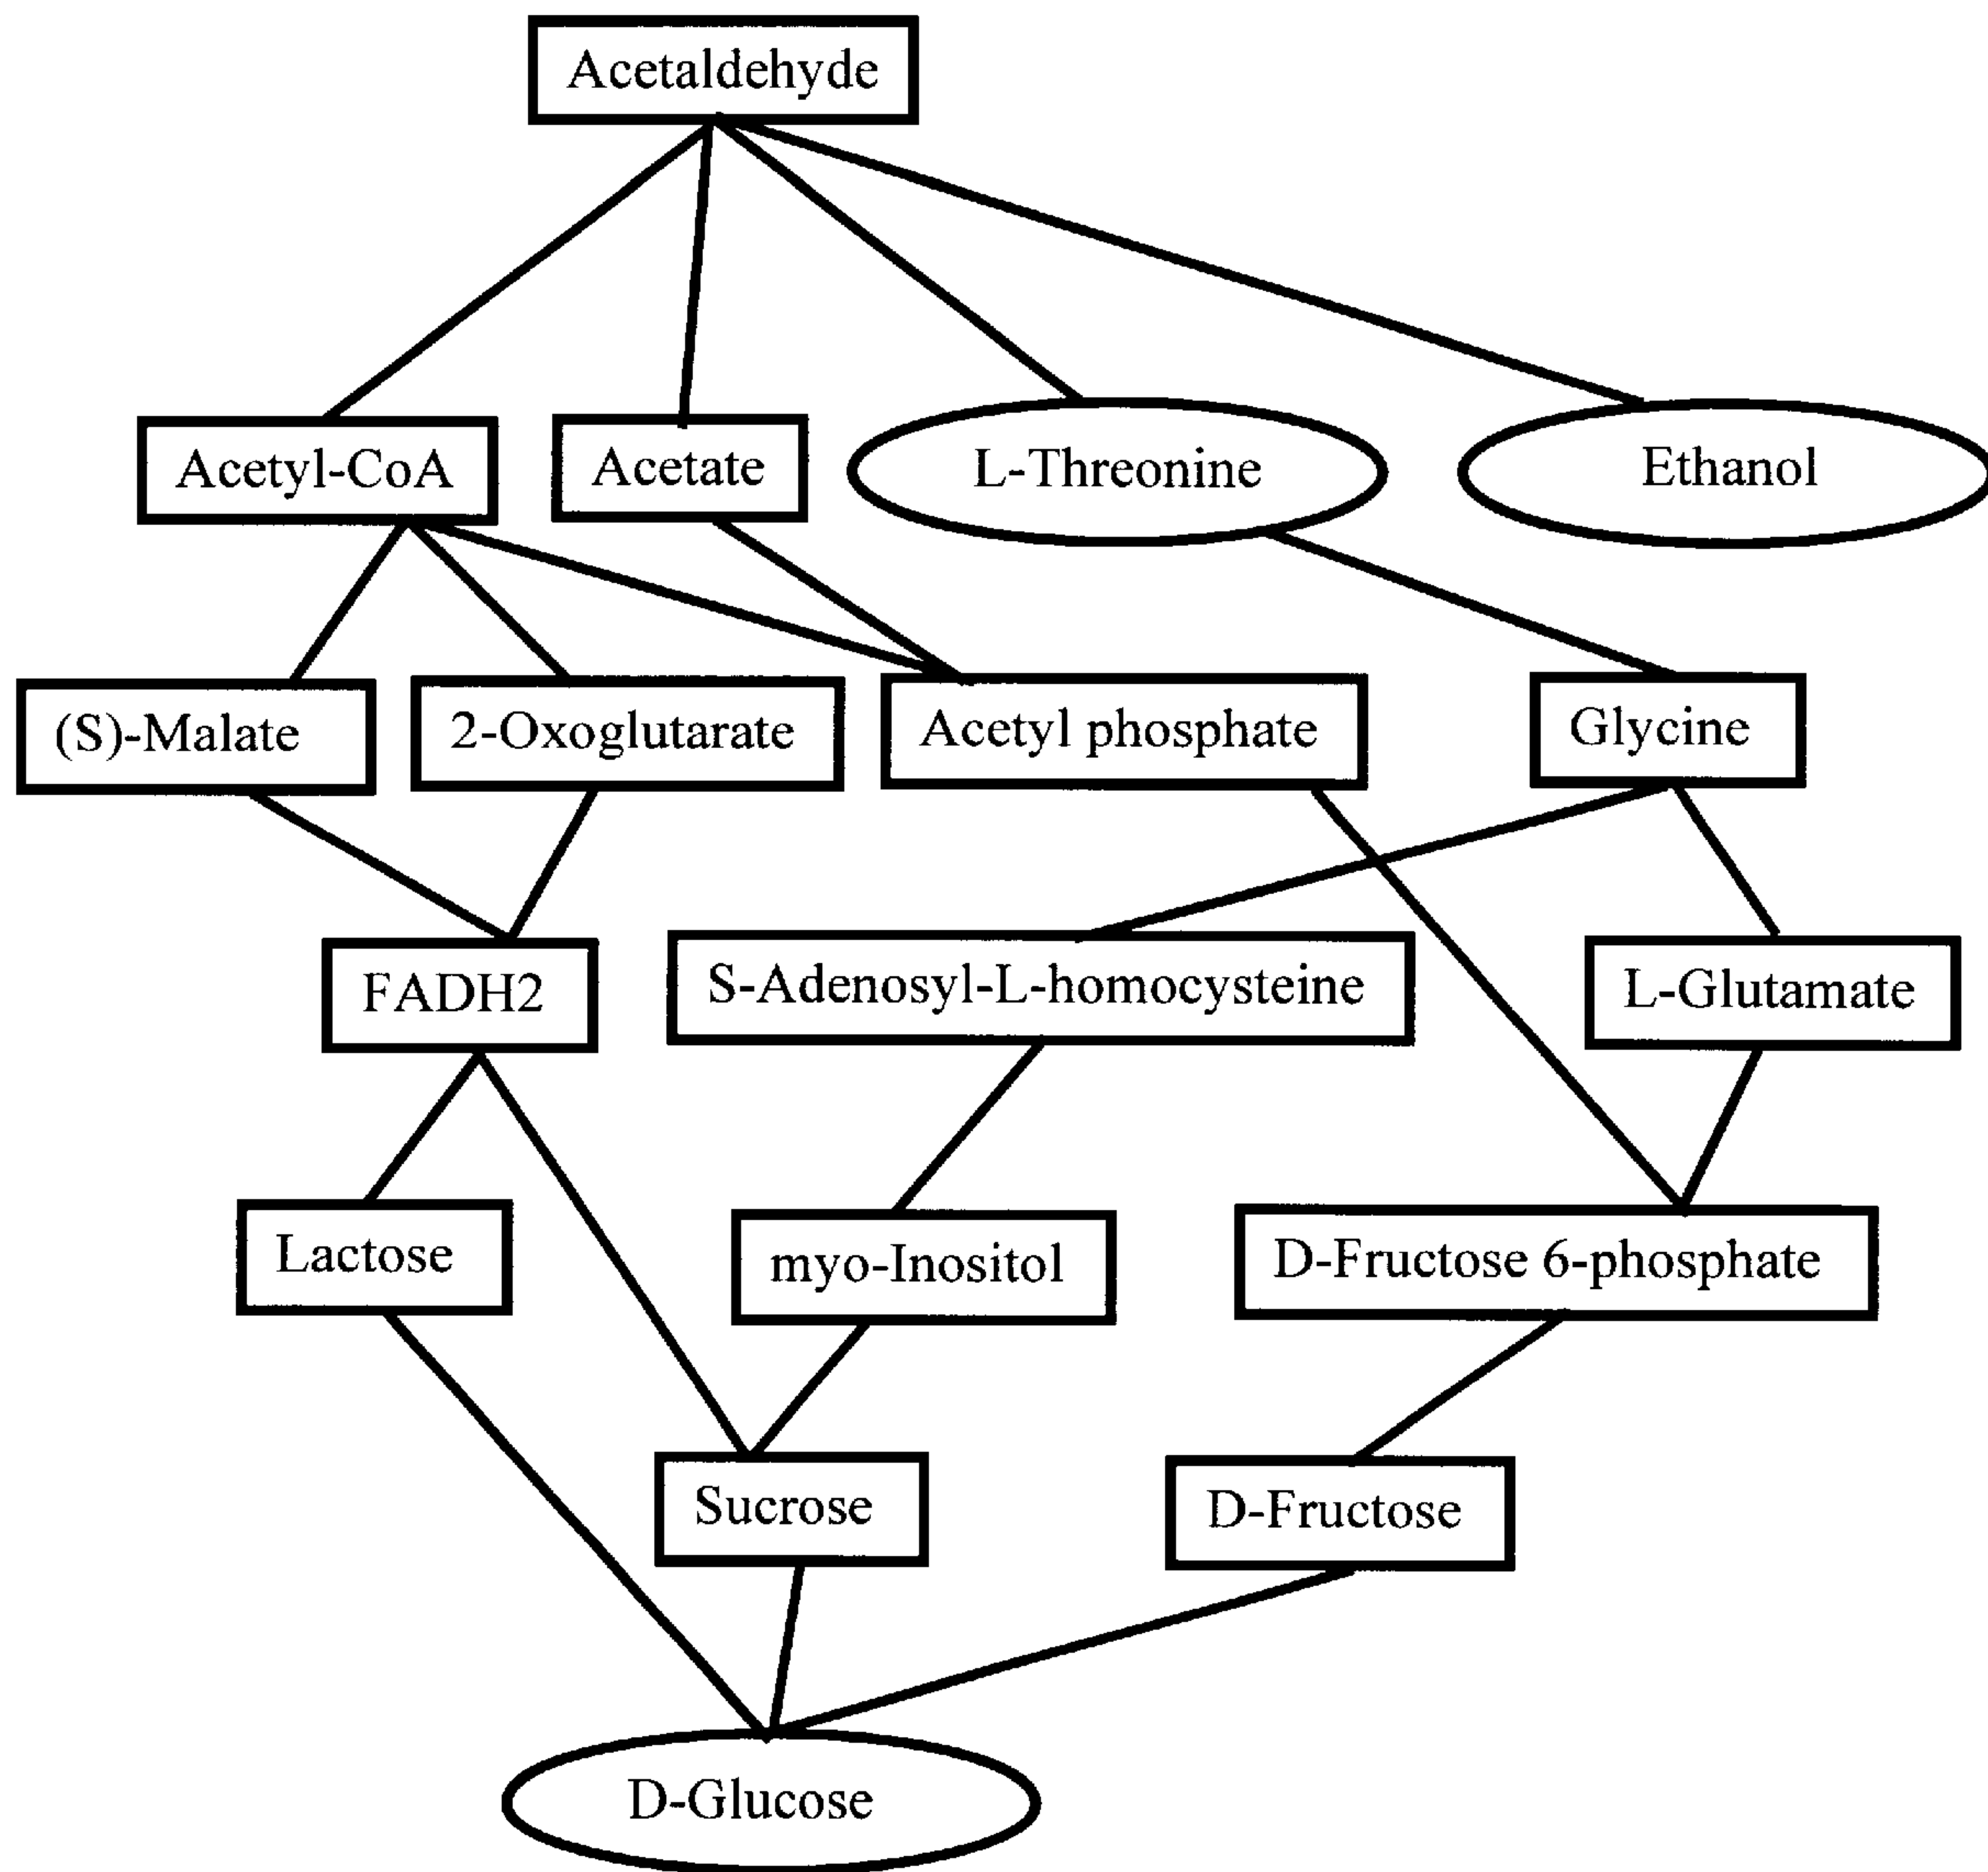 Acetaldehyde
Acetyl-CoA
Acetate
L-Threonine
Ethanol
(S)-Malate
2-Oxoglutarate
Acetyl phosphate
Glycine
FADH2
S-Adenosyl-L-homocysteine
L-Glutamate
Lactose
myo-Inositol
D-Fructose 6-phosphate
Sucrose
D-Fructose
D-Glucose